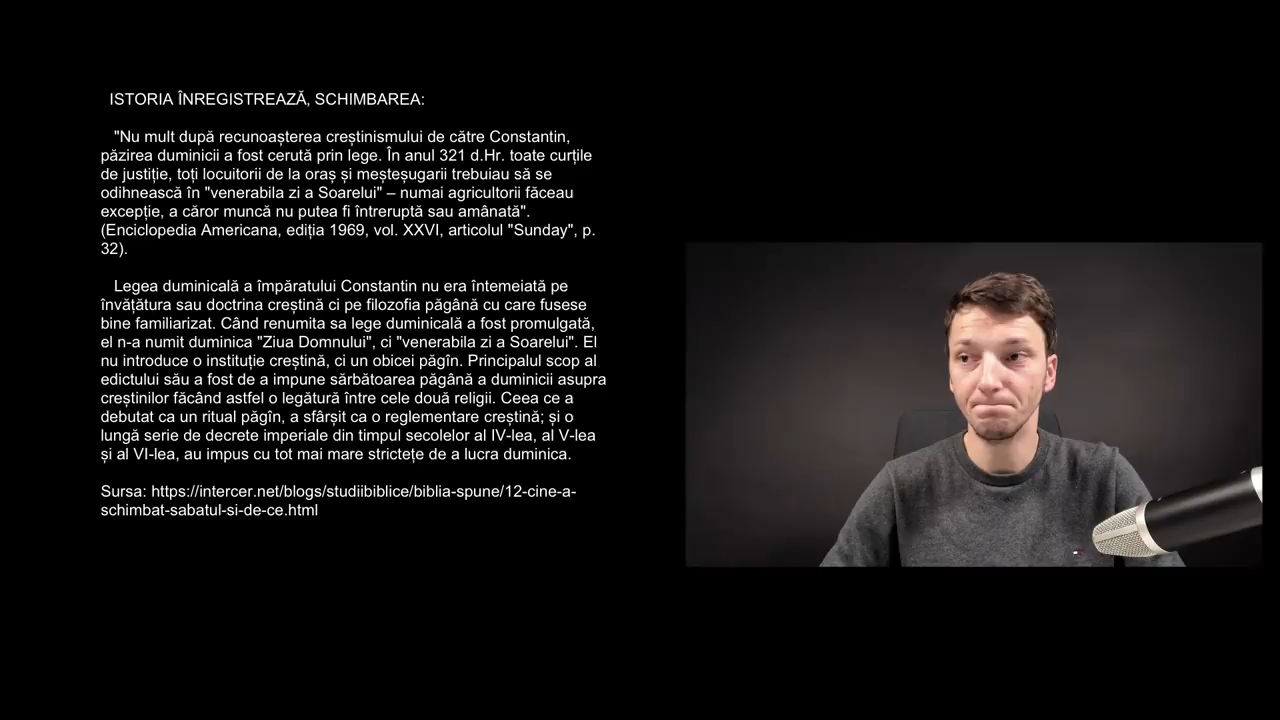 ISTORIA ÎNREGISTREAZĂ, SCHIMBAREA:
"Nu mult după recunoașterea creștinismului de către Constantin,
păzirea duminicii a fost cerută prin lege. În anul 321 d.Hr. toate curțile
de justiție, toți locuitorii de la oraș și meșteșugarii trebuiau să se
odihnească în "venerabila zi a Soarelui" – numai agricultorii făceau
excepție, a căror muncă nu putea fi întreruptă sau amânată".
(Enciclopedia Americana, ediția 1969, vol. XXVI, articolul "Sunday", p.
32).
Legea duminicală a împăratului Constantin nu era întemeiată pe
învățătura sau doctrina creștină ci pe filozofia păgână cu care fusese
bine familiarizat. Când renumita sa lege duminicală a fost promulgată,
el n-a numit duminica "Ziua Domnului", ci "venerabila zi a Soarelui". El
nu introduce o instituție creștină, ci un obicei păgîn. Principalul scop al
edictului său a fost de a impune sărbătoarea păgână a duminicii asupra
creștinilor făcând astfel o legătură între cele două religii. Ceea ce a
debutat ca un ritual păgîn, a sfârșit ca o reglementare creștină; și o
lungă serie de decrete imperiale din timpul secolelor al IV-lea, al V-lea
și al VI-lea, au impus cu tot mai mare strictețe de a lucra duminica.
Sursa: https://intercer.net/blogs/studiibiblice/biblia-spune/12-cine-a-
schimbat-sabatul-si-de-ce.html